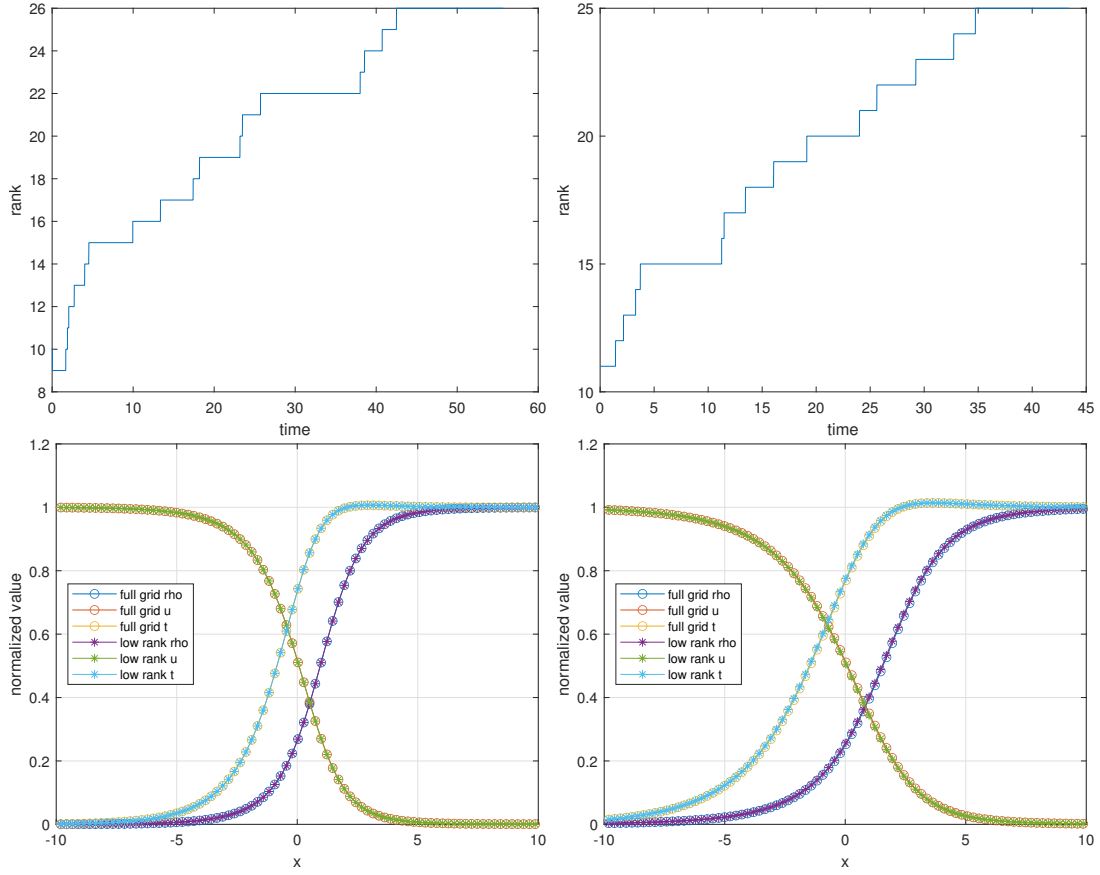 26
24
22
20
18
16
14
12
10
8
rank
0 10 20 30 40 50 60
time
25
20
15
10
rank
0 5 10 15 20 25 30 35 40 45
time
1.2
1
0.8
0.6
0.4
0.2
0
normalized value
full grid rho
full grid u
full grid t
low rank rho
low rank u
low rank t
-10 -5 0 5 10
x
1.2
1
0.8
0.6
0.4
0.2
0
normalized value
full grid rho
full grid u
full grid t
low rank rho
low rank u
low rank t
-10 -5 0 5 10
x